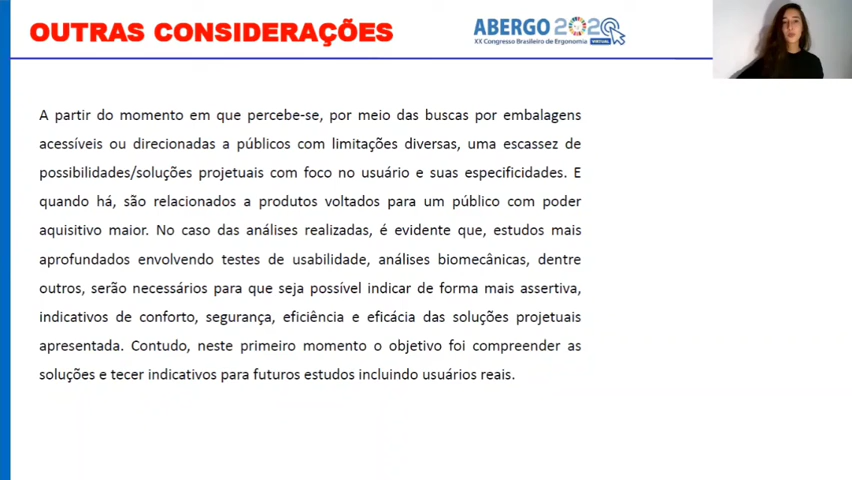 OUTRAS CONSIDERAÇÕES
ABERGO 2020
XX Congresso Brasileiro de Ergonomia VIRTUAL
A partir do momento em que percebe-se, por meio das buscas por embalagens
acessíveis ou direcionadas a públicos com limitações diversas, uma escassez de
possibilidades/soluções projetuais com foco no usuário e suas especificidades. E
quando há, são relacionados a produtos voltados para um público com poder
aquisitivo maior. No caso das análises realizadas, é evidente que, estudos mais
aprofundados envolvendo testes de usabilidade, análises biomecânicas, dentre
outros, serão necessários para que seja possível indicar de forma mais assertiva,
indicativos de conforto, segurança, eficiência e eficácia das soluções projetuais
apresentada. Contudo, neste primeiro momento o objetivo foi compreender as
soluções e tecer indicativos para futuros estudos incluindo usuários reais.